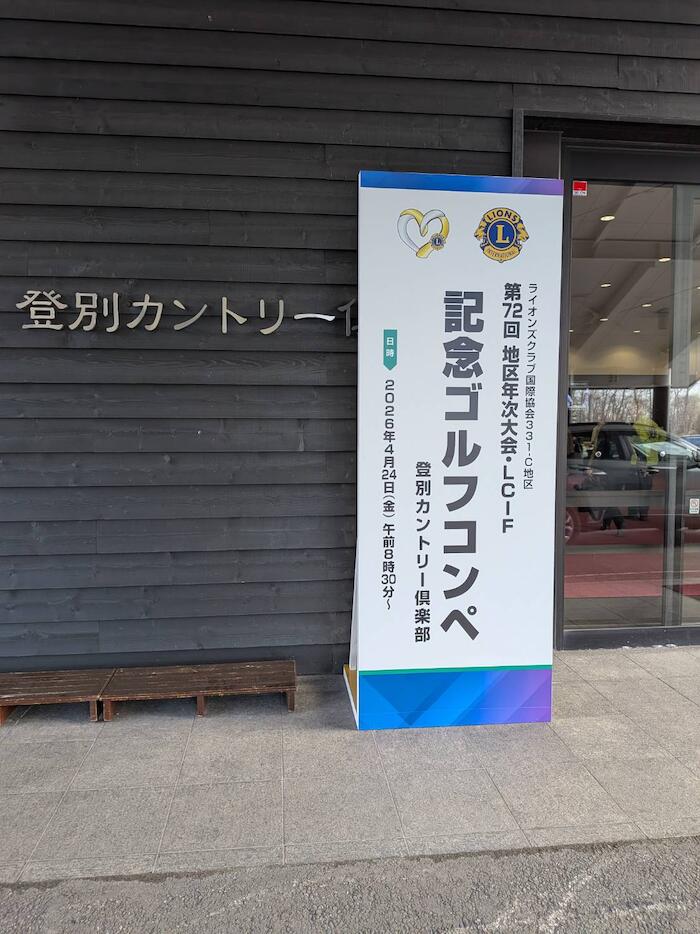 登別カントリー
LIONS
L
INTERNATIONAL
ライオンズクラブ国際協会331-C地区
第72回 地区年次大会・LCIF
記念ゴルフコンペ
登別カントリー倶楽部
日時
2026年4月24日(金) 午前8時30分~